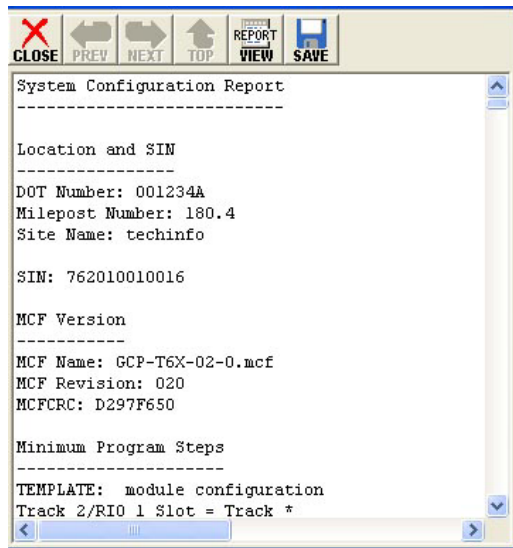 CLOSE PREV NEXT TOP REPORT VIEW SAVE
System Configuration Report
---------------------------
Location and SIN
----------------
DOT Number: 001234A
Milepost Number: 180.4
Site Name: techinfo
SIN: 762010010016
MCF Version
-----------
MCF Name: GCP-T6X-02-0.mcf
MCF Revision: 020
MCFCRC: D297F650
Minimum Program Steps
---------------------
TEMPLATE:  module configuration
Track 2/RIO 1 Slot = Track *